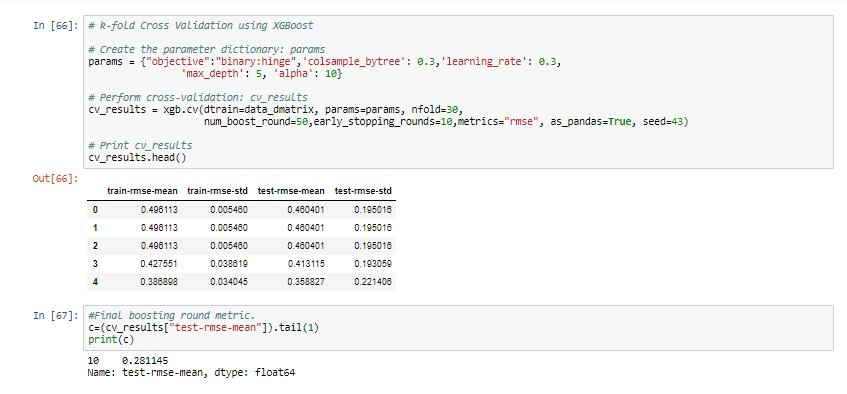 In [66]: # k-fold Cross Validation using XGBoost
# Create the parameter dictionary: params
params = {"objective":"binary:hinge",'colsample_bytree': 0.3,'learning_rate': 0.3,
'max_depth': 5, 'alpha': 10}
# Perform cross-validation: cv_results
cv_results = xgb.cv(dtrain=data_dmatrix, params=params, nfold=30,
num_boost_round=50,early_stopping_rounds=10,metrics="rmse", as_pandas=True, seed=43)
# Print cv_results
cv_results.head()
Out[66]:
train-rmse-mean train-rmse-std test-rmse-mean test-rmse-std
0 0.496113 0.005460 0.460401 0.195016
1 0.496113 0.005460 0.460401 0.195016
2 0.496113 0.005460 0.460401 0.195016
3 0.427551 0.038619 0.413115 0.193059
4 0.386898 0.034045 0.358827 0.221406
In [67]: #Final boosting round metric.
c=(cv_results["test-rmse-mean"]).tail(1)
print(c)
10 0.281145
Name: test-rmse-mean, dtype: float64